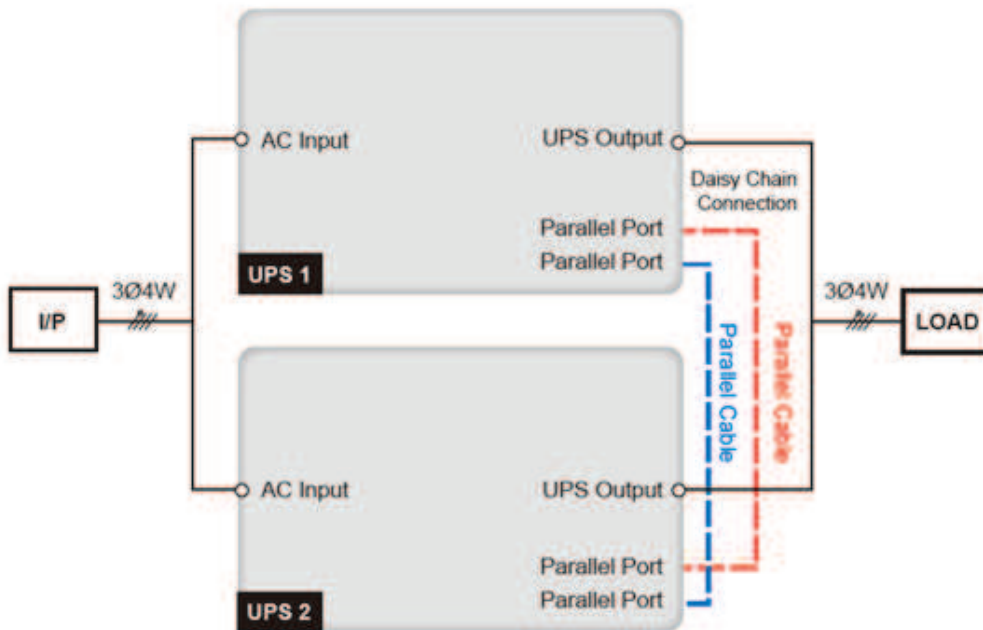 AC Input
UPS Output
Daisy Chain
Connection
Parallel Port
Parallel Port
UPS 1
I/P
3Ø4W
3Ø4W
LOAD
Parallel Cable
Parallel Cable
AC Input
UPS Output
Parallel Port
Parallel Port
UPS 2